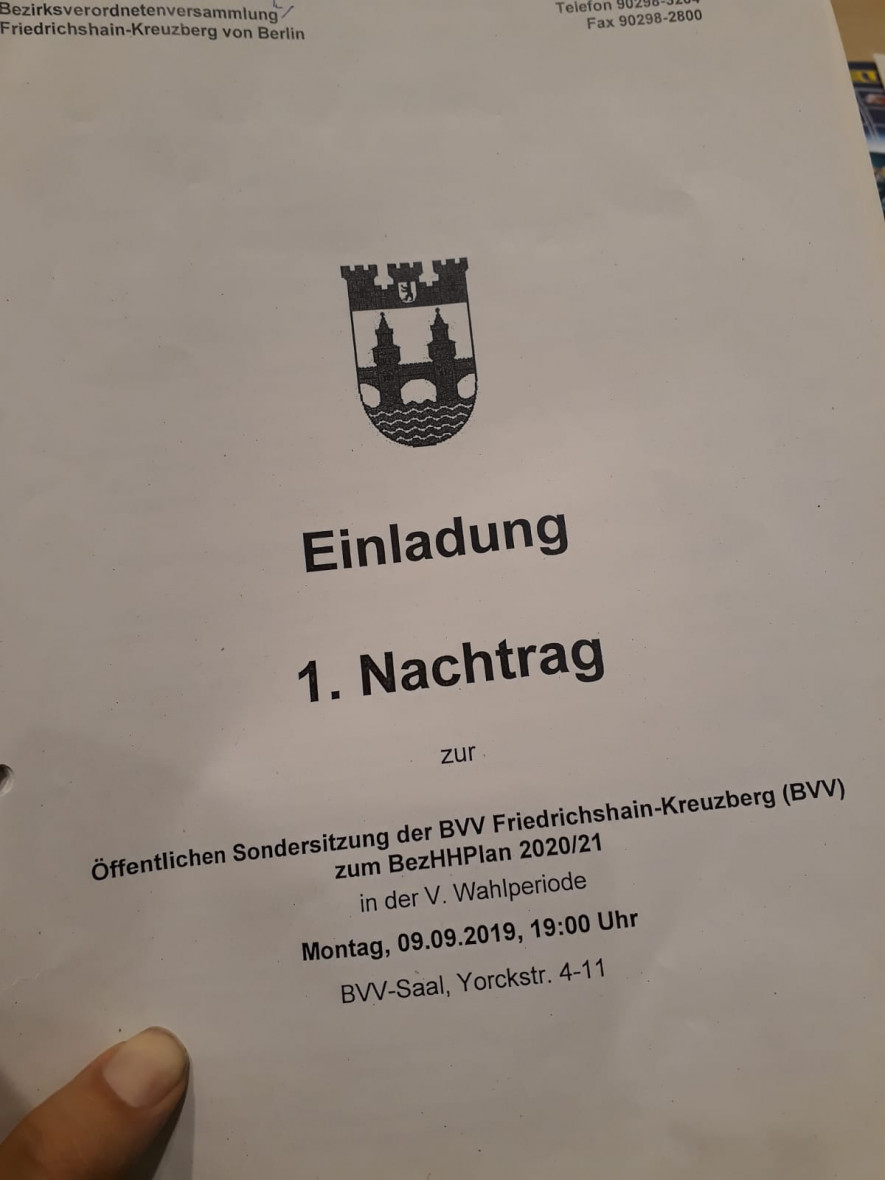 Bezirksverordnetenversammlung
Friedrichshain-Kreuzberg von Berlin
Telefon
Fax 90298-2800
Einladung
1. Nachtrag
zur
Öffentlichen Sondersitzung der BVV Friedrichshain-Kreuzberg (BVV)
zum BezHHPlan 2020/21
in der V. Wahlperiode
Montag, 09.09.2019, 19:00 Uhr
BVV-Saal, Yorckstr. 4-11